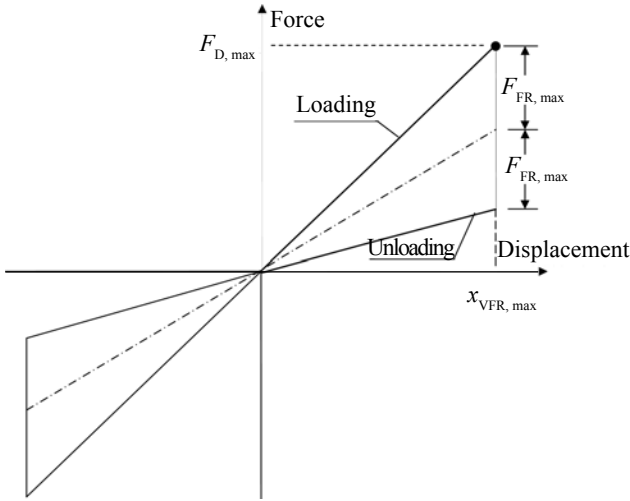 Force
F_D, max
Loading
F_FR, max
F_FR, max
Unloading
Displacement
x_VFR, max